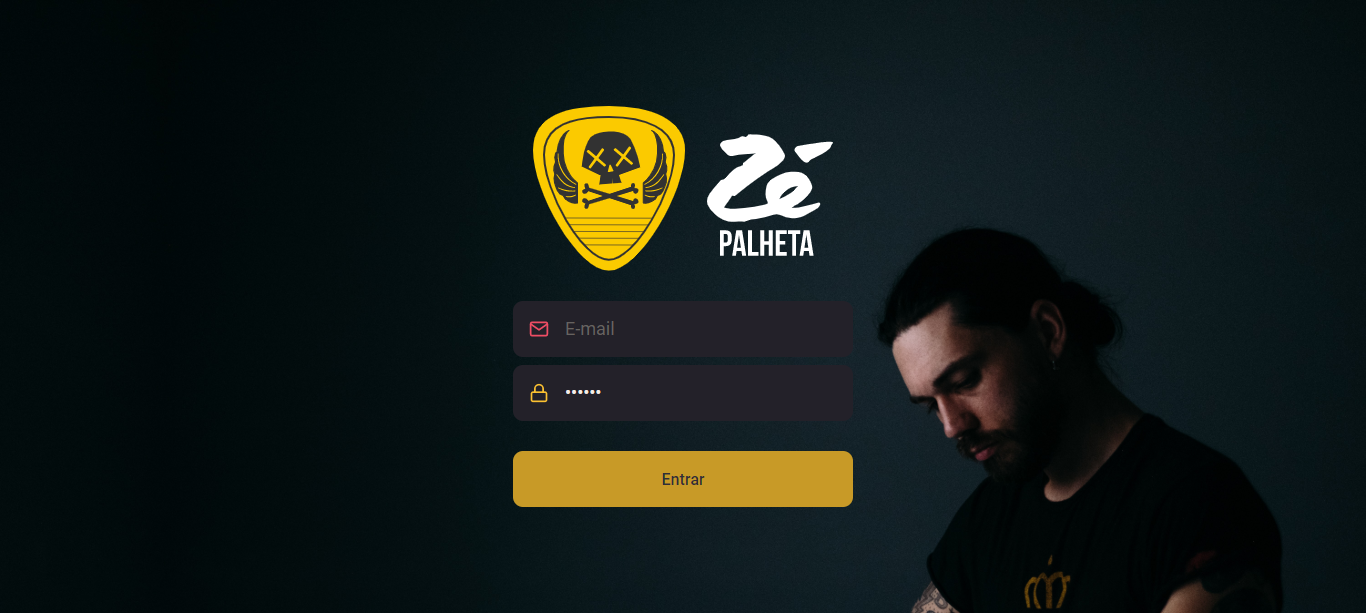 Zé
PALHETA
E-mail
••••••
Entrar